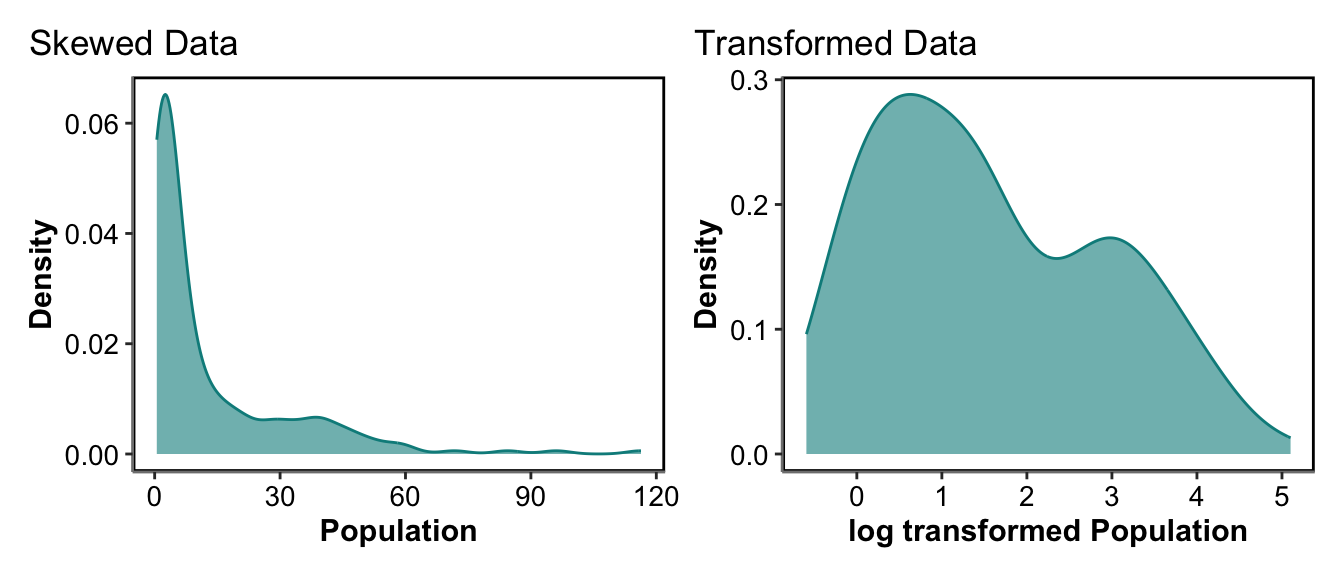 Skewed Data
Density
0.06
0.04
0.02
0.00
0 30 60 90 120
Population
Transformed Data
Density
0.3
0.2
0.1
0.0
0 1 2 3 4 5
log transformed Population